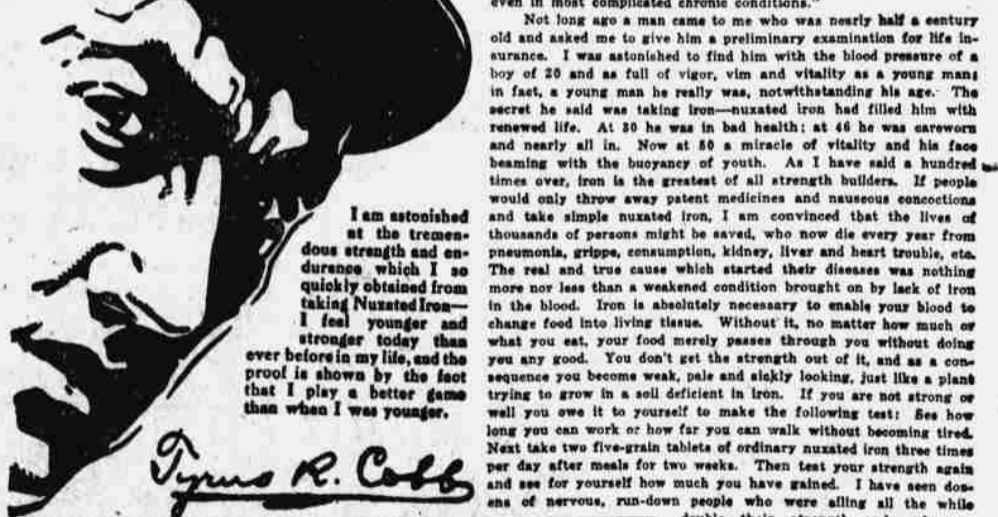 I am astonished
at the tremen-
dous strength and en-
durance which I so
quickly obtained from
taking Nuxated Iron—
I feel younger and
stronger today than
ever before in my life, and the
proof is shown by the fact
that I play a better game
than when I was younger.
Tyrus R. Cobb
even in most complicated chronic conditions."
Not long ago a man came to me who was nearly half a century
old and asked me to give him a preliminary examination for life in-
surance. I was astonished to find him with the blood pressure of a
boy of 20 and as full of vigor, vim and vitality as a young man;
in fact, a young man he really was, notwithstanding his age. The
secret he said was taking iron—nuxated iron had filled him with
renewed life. At 30 he was in bad health; at 46 he was careworn
and nearly all in. Now at 50 a miracle of vitality and his face
beaming with the buoyancy of youth. As I have said a hundred
times over, iron is the greatest of all strength builders. If people
would only throw away patent medicines and nauseous concoctions
and take simple nuxated iron, I am convinced that the lives of
thousands of persons might be saved, who now die every year from
pneumonia, grippe, consumption, kidney, liver and heart trouble, etc.
The real and true cause which started their diseases was nothing
more nor less than a weakened condition brought on by lack of iron
in the blood. Iron is absolutely necessary to enable your blood to
change food into living tissue. Without it, no matter how much or
what you eat, your food merely passes through you without doing
you any good. You don't get the strength out of it, and as a con-
sequence you become weak, pale and sickly looking, just like a plant
trying to grow in a soil deficient in iron. If you are not strong or
well you owe it to yourself to make the following test: See how
long you can work or how far you can walk without becoming tired.
Next take two five-grain tablets of ordinary nuxated iron three times
per day after meals for two weeks. Then test your strength again
and see for yourself how much you have gained. I have seen doz-
ens of nervous, run-down people who were ailing all the while
double their strength